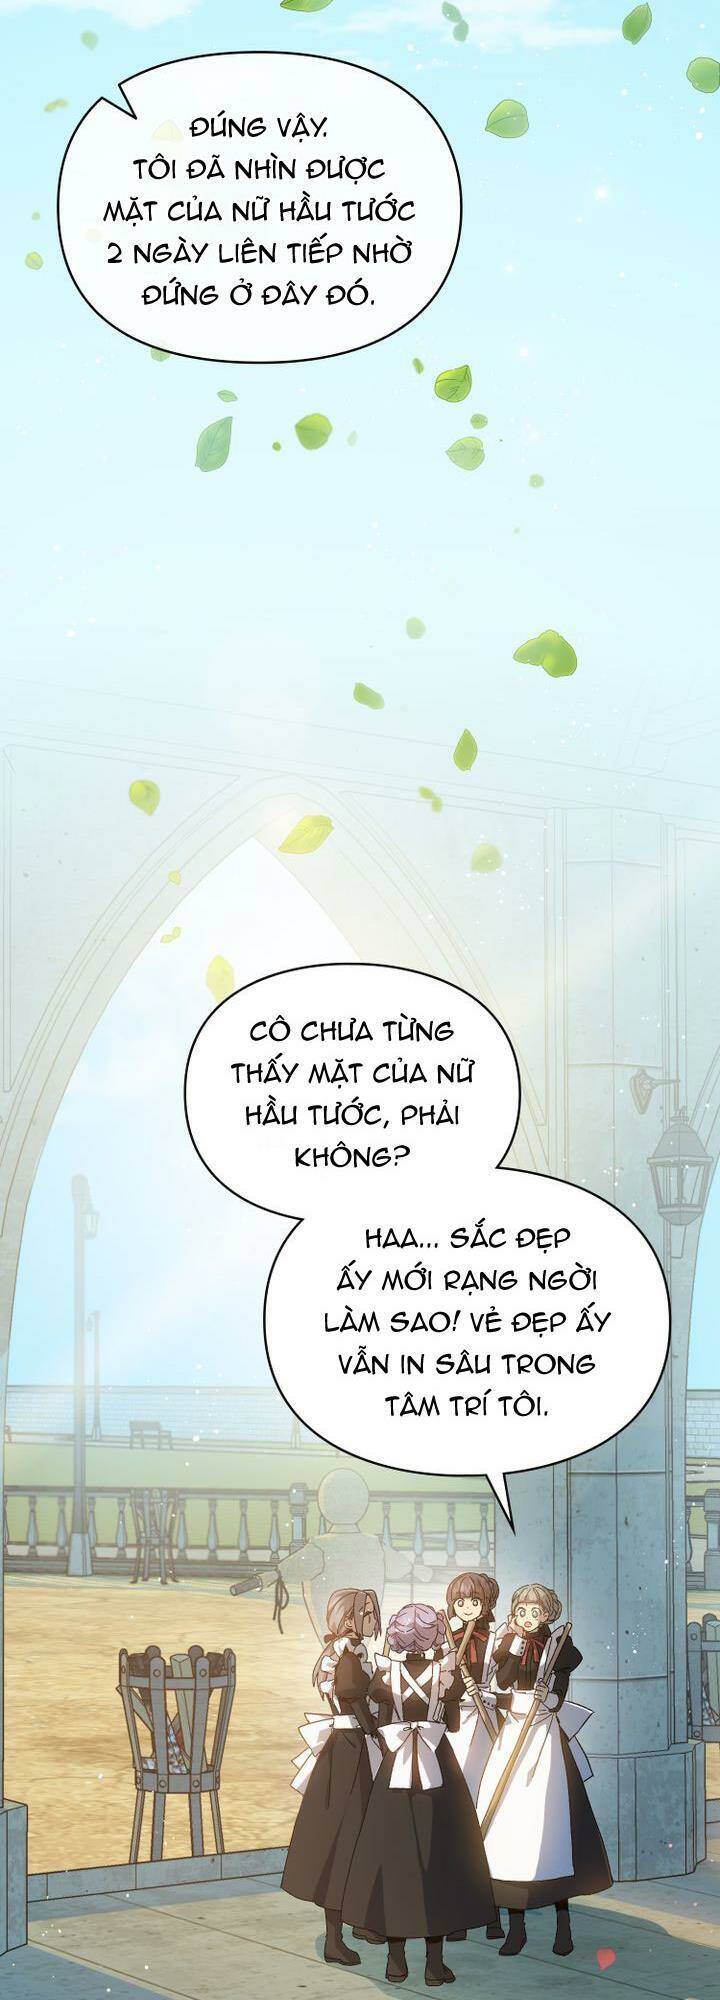 ĐÚNG VẬY.
TÔI ĐÃ NHÌN ĐƯỢC
MẶT CỦA NỮ HẦU TƯỚC
2 NGÀY LIÊN TIẾP NHỜ
ĐỨNG Ở ĐÂY ĐÓ.
CÔ CHƯA TỪNG
THẤY MẶT CỦA NỮ
HẦU TƯỚC, PHẢI
KHÔNG?
HAA... SẮC ĐẸP
ẤY MỚI RẠNG NGỜI
LÀM SAO! VẺ ĐẸP ẤY
VẪN IN SÂU TRONG
TÂM TRÍ TÔI.